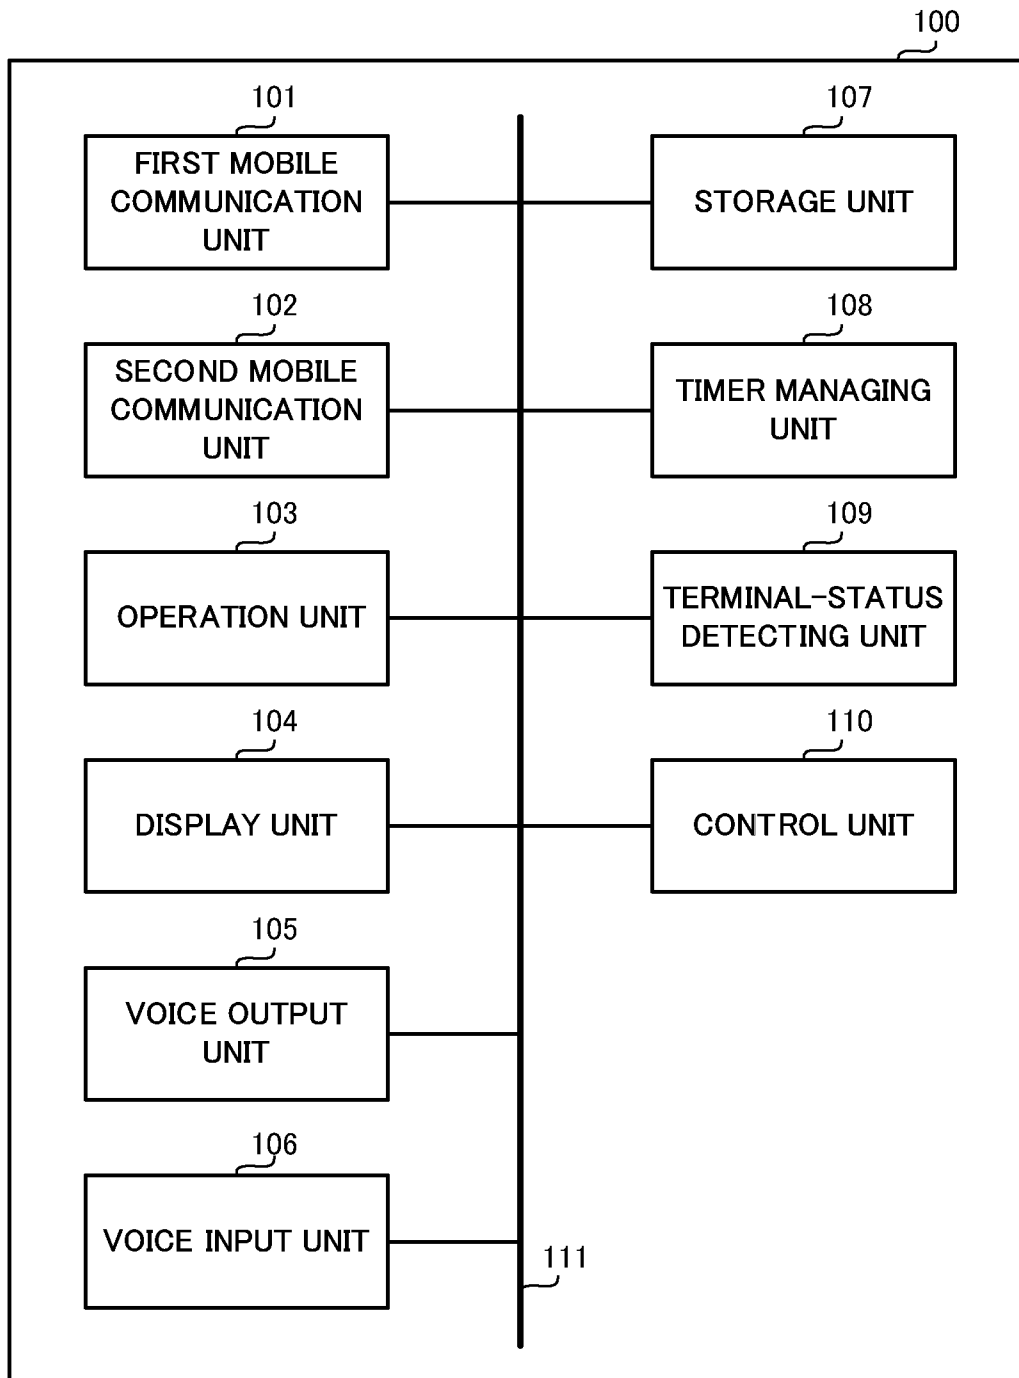 100
101
FIRST MOBILE
COMMUNICATION
UNIT
102
SECOND MOBILE
COMMUNICATION
UNIT
103
OPERATION UNIT
104
DISPLAY UNIT
105
VOICE OUTPUT
UNIT
106
VOICE INPUT UNIT
107
STORAGE UNIT
108
TIMER MANAGING
UNIT
109
TERMINAL-STATUS
DETECTING UNIT
110
CONTROL UNIT
111